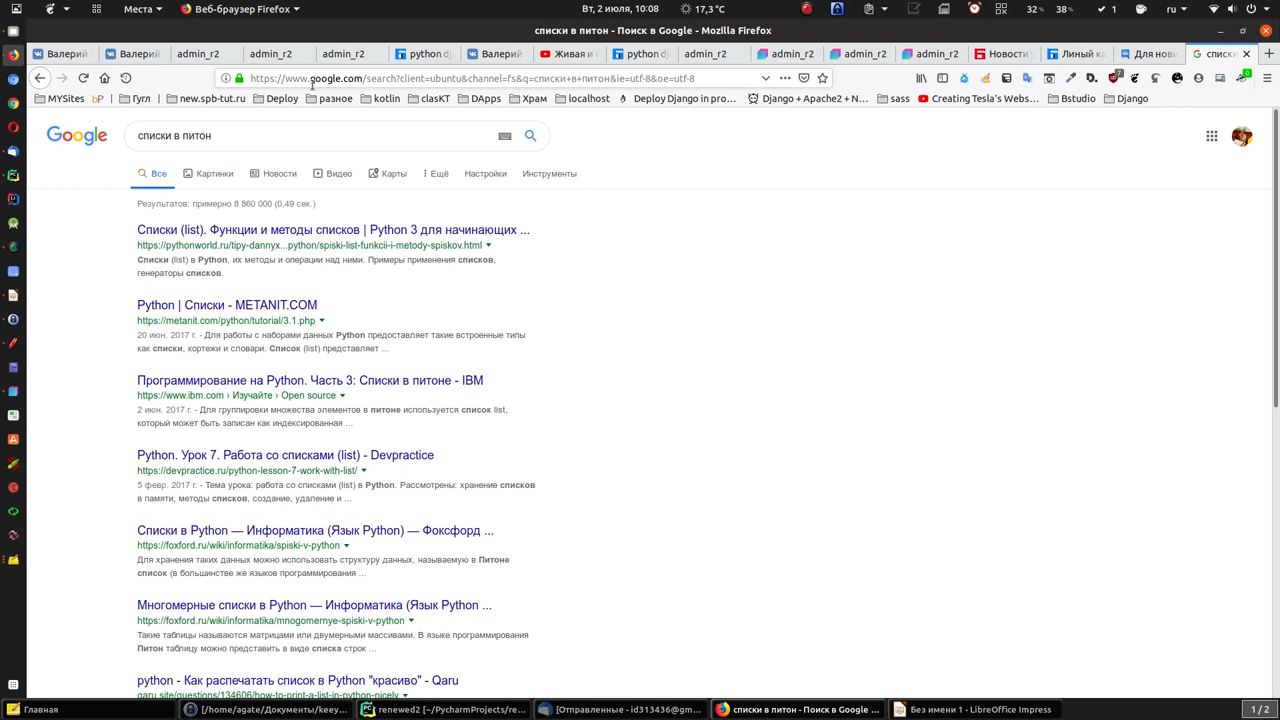 Места
Веб-браузер Firefox
Вт, 2 июля, 10:08
17,3°C
32%
38%
1
ru
списки в питон - Поиск в Google - Mozilla Firefox
Валерий
Валерий
admin_r2
admin_r2
admin_r2
python dj
Валерий
Живая и
python dj
admin_r2
admin_r2
admin_r2
admin_r2
Новости
Линый ка
Для нове
списки
https://www.google.com/search?client=ubuntu&channel=fs&q=списки+в+питон&ie=utf-8&oe=utf-8
MYSites
Гугл
new.spb-tut.ru
Deploy
разное
kotlin
clasKT
DApps
Храм
localhost
Deploy Django in pro...
Django + Apache2 + N...
sass
Creating Tesla's Web...
Bstudio
Django
Google
списки в питон
Все
Картинки
Новости
Видео
Карты
Ещё
Настройки
Инструменты
Результатов: примерно 8 860 000 (0,49 сек.)
Списки (list). Функции и методы списков | Python 3 для начинающих ...
https://pythonworld.ru/tipy-dannyx...python/spiski-list-funkcii-i-metody-spiskov.html
Списки (list) в Python, их методы и операции над ними. Примеры применения списков,
генераторы списков.
Python | Списки - METANIT.COM
https://metanit.com/python/tutorial/3.1.php
20 июн. 2017 г. - Для работы с наборами данных Python предоставляет такие встроенные типы
как списки, кортежи и словари. Список (list) представляет ...
Программирование на Python. Часть 3: Списки в питоне - IBM
https://www.ibm.com › Изучайте › Open source
2 июн. 2017 г. - Для группировки множества элементов в питоне используется список list,
который может быть записан как индексированная ...
Python. Урок 7. Работа со списками (list) - Devpractice
https://devpractice.ru/python-lesson-7-work-with-list/
5 февр. 2017 г. - Тема урока: работа со списками (list) в Python. Рассмотрены: хранение списков
в памяти, методы списков, создание, удаление и ...
Списки в Python — Информатика (Язык Python) — Фоксфорд ...
https://foxford.ru/wiki/informatika/spiski-v-python
Для хранения таких данных можно использовать структуру данных, называемую в Питоне
список (в большинстве же языков программирования ...
Многомерные списки в Python — Информатика (Язык Python ...
https://foxford.ru/wiki/informatika/mnogomernye-spiski-v-python
Такие таблицы называются матрицами или двумерными массивами. В языке программирования
Питон таблицу можно представить в виде списка строк ...
python - Как распечатать список в Python "красиво" - Qaru
qaru.site/questions/134606/how-to-print-a-list-in-python-nicely
Главная
[/home/agate/Документы/keey...
renewed2 [~/PycharmProjects/re...
[Отправленные - id313436@gm...
списки в питон - Поиск в Google ...
Без имени 1 - LibreOffice Impress
1 / 2